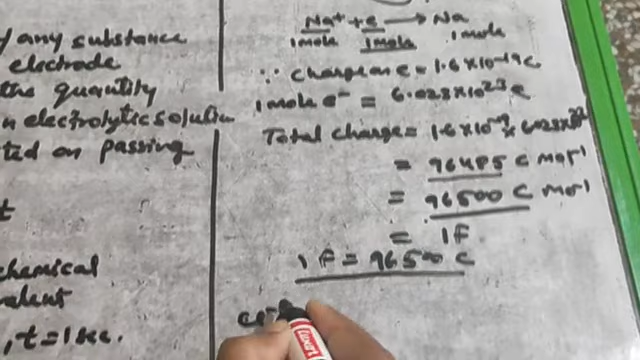 y any substance
electrode
the quantity
n electrolytic solution
ted on passing
t
chemical
valent
, t = 1 sec.
Na⁺ + e → Na
1 mole 1 mole 1 mole
∵ Charge on e⁻ = 1.6 × 10⁻¹⁹ C
1 mole e⁻ = 6.023 × 10²³ e
Total charge = 1.6 × 10⁻¹⁹ × 6.023 × 10²³
= 96485 C mol⁻¹
= 96500 C mol⁻¹
= 1F
1 F = 96500 C